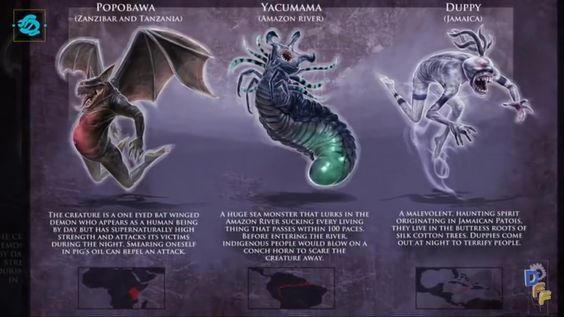 Popobawa
(Zanzibar and Tanzania)
The creature is a one eyed bat winged
demon who appears as a human being
by day but has supernaturally high
strength and attacks its victims
during the night. Smearing oneself
in pig's oil can repel an attack.
Yacumama
(Amazon river)
A huge sea monster that lurks in the
Amazon River sucking every living
thing that passes within 100 paces.
Before entering the river,
indigenous people would blow on a
conch horn to scare the
creature away.
Duppy
(Jamaica)
A malevolent, haunting spirit
originating in Jamaican Patois,
they live in the buttress roots of
silk cotton trees. Duppies come
out at night to terrify people.